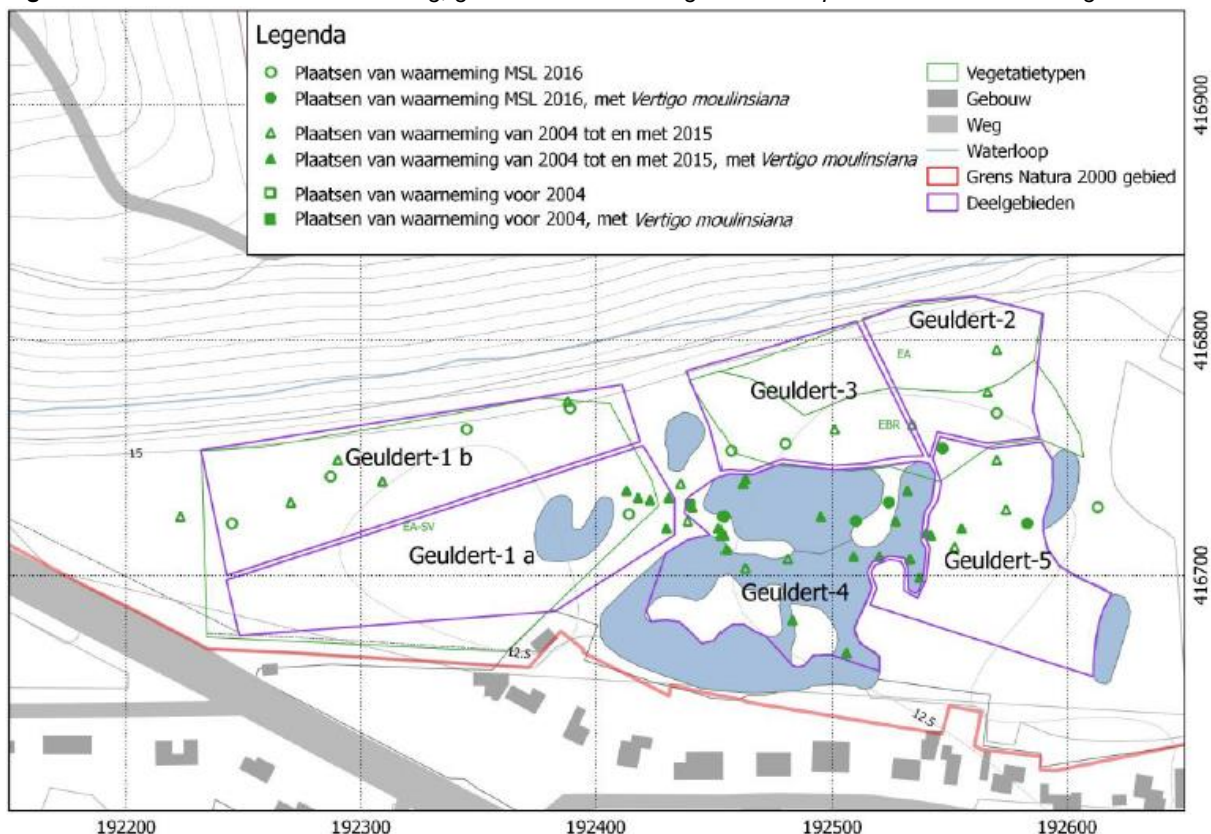 Legenda
Plaatsen van waarneming MSL 2016
Plaatsen van waarneming MSL 2016, met Vertigo moulinsiana
Plaatsen van waarneming van 2004 tot en met 2015
Plaatsen van waarneming van 2004 tot en met 2015, met Vertigo moulinsiana
Plaatsen van waarneming voor 2004
Plaatsen van waarneming voor 2004, met Vertigo moulinsiana
Vegetatietypen
Gebouw
Weg
Waterloop
Grens Natura 2000 gebied
Deelgebieden
416900
416800
416700
Geuldert-2
EA
Geuldert-3
EBR
Geuldert-1 b
15
EA-SV
Geuldert-1 a
Geuldert-5
Geuldert-4
12.5
12.5
192200
192300
192400
192500
192600